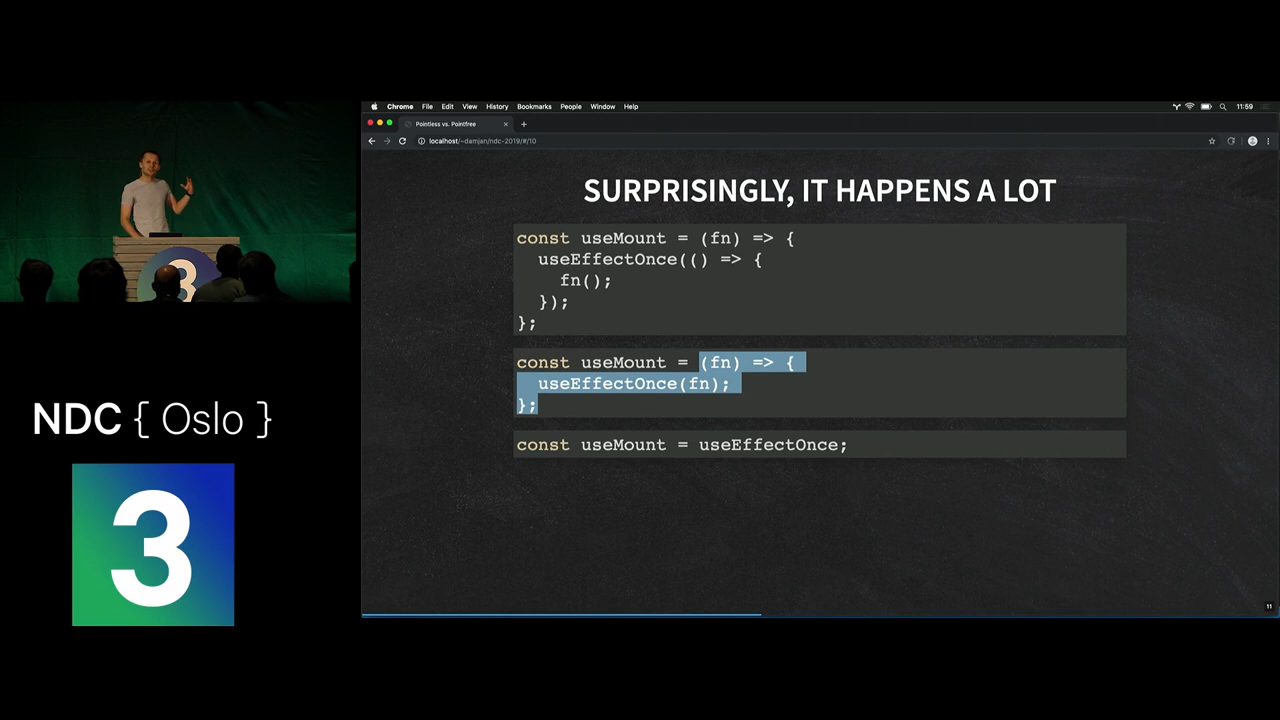 Chrome File Edit View History Bookmarks People Window Help 11:59
Pointless vs. Pointfree
localhost/~damjan/ndc-2019/#/10
SURPRISINGLY, IT HAPPENS A LOT
const useMount = (fn) => {
useEffectOnce(() => {
fn();
});
};
const useMount = (fn) => {
useEffectOnce(fn);
};
const useMount = useEffectOnce;
11
3
NDC { Oslo }
3